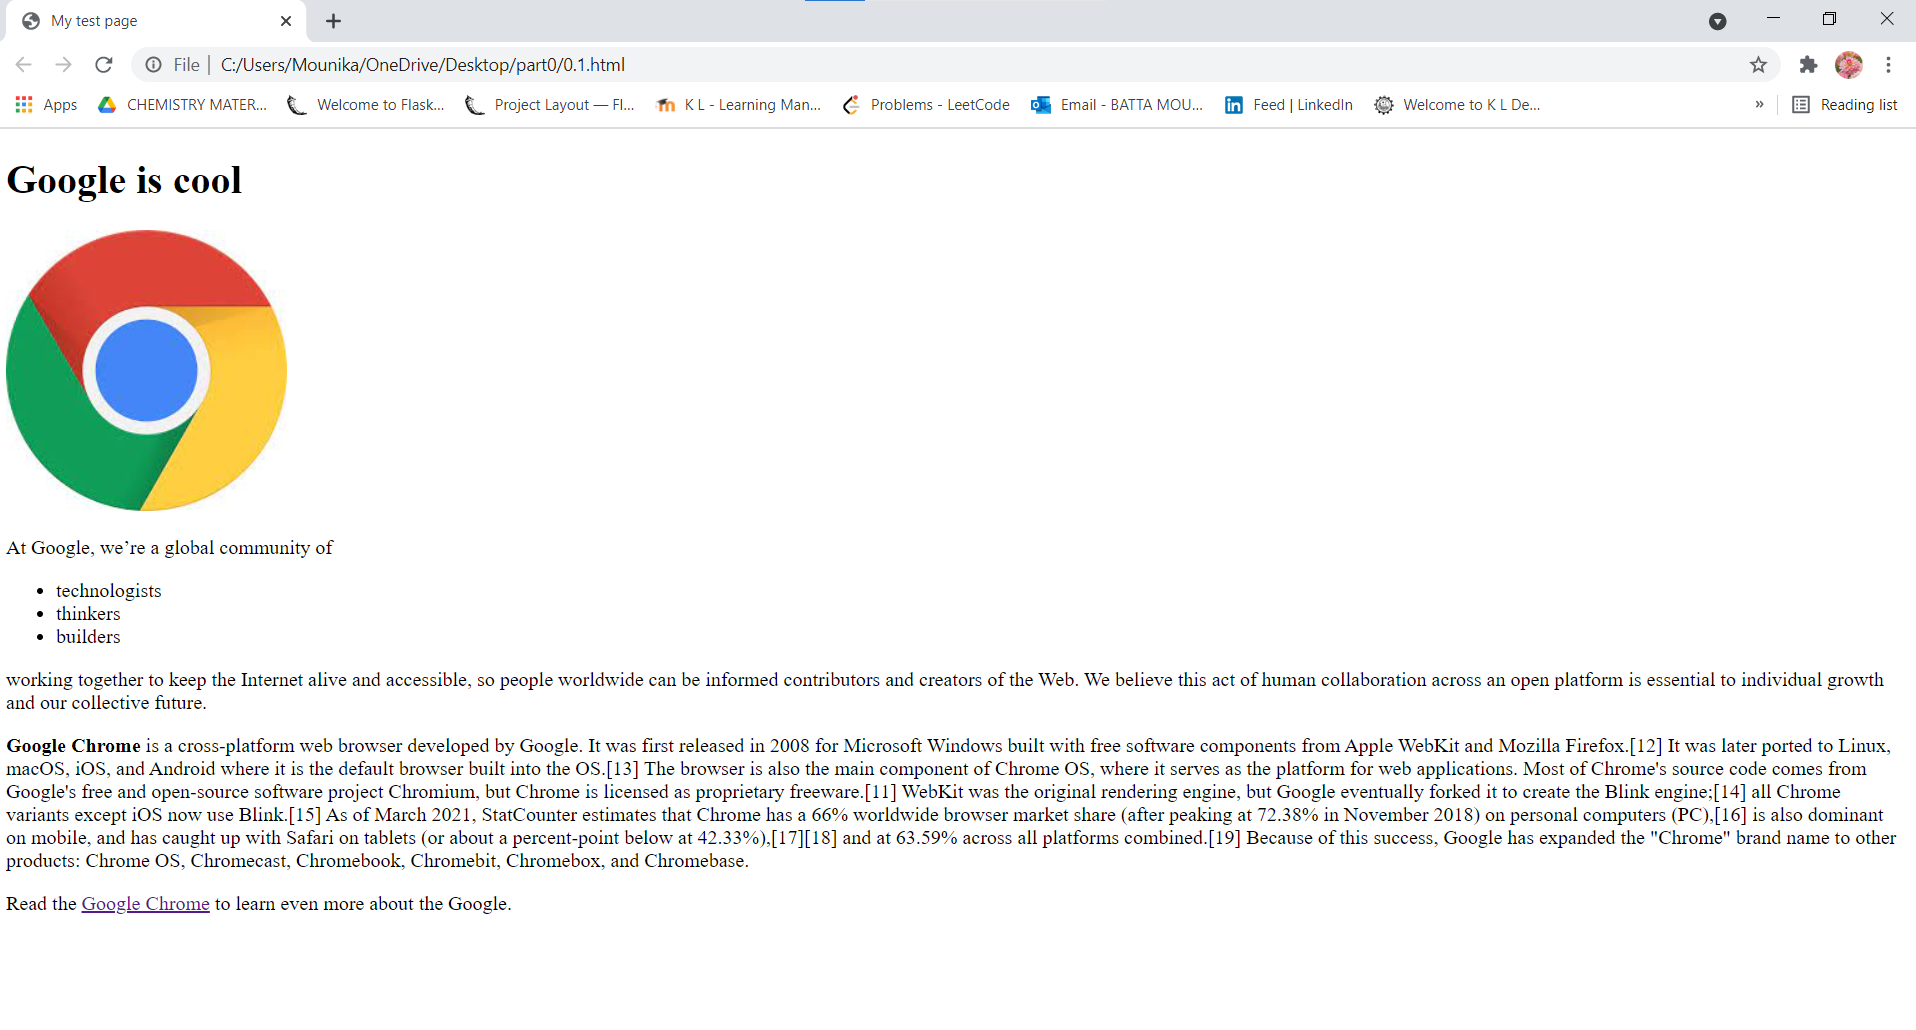 My test page
File | C:/Users/Mounika/OneDrive/Desktop/part0/0.1.html
Apps CHEMISTRY MATER... Welcome to Flask... Project Layout — Fl... K L - Learning Man... Problems - LeetCode Email - BATTA MOU... Feed | LinkedIn Welcome to K L De... » Reading list
Google is cool
At Google, we’re a global community of
• technologists
• thinkers
• builders
working together to keep the Internet alive and accessible, so people worldwide can be informed contributors and creators of the Web. We believe this act of human collaboration across an open platform is essential to individual growth
and our collective future.
Google Chrome is a cross-platform web browser developed by Google. It was first released in 2008 for Microsoft Windows built with free software components from Apple WebKit and Mozilla Firefox.[12] It was later ported to Linux,
macOS, iOS, and Android where it is the default browser built into the OS.[13] The browser is also the main component of Chrome OS, where it serves as the platform for web applications. Most of Chrome's source code comes from
Google's free and open-source software project Chromium, but Chrome is licensed as proprietary freeware.[11] WebKit was the original rendering engine, but Google eventually forked it to create the Blink engine;[14] all Chrome
variants except iOS now use Blink.[15] As of March 2021, StatCounter estimates that Chrome has a 66% worldwide browser market share (after peaking at 72.38% in November 2018) on personal computers (PC),[16] is also dominant
on mobile, and has caught up with Safari on tablets (or about a percent-point below at 42.33%),[17][18] and at 63.59% across all platforms combined.[19] Because of this success, Google has expanded the "Chrome" brand name to other
products: Chrome OS, Chromecast, Chromebook, Chromebit, Chromebox, and Chromebase.
Read the Google Chrome to learn even more about the Google.